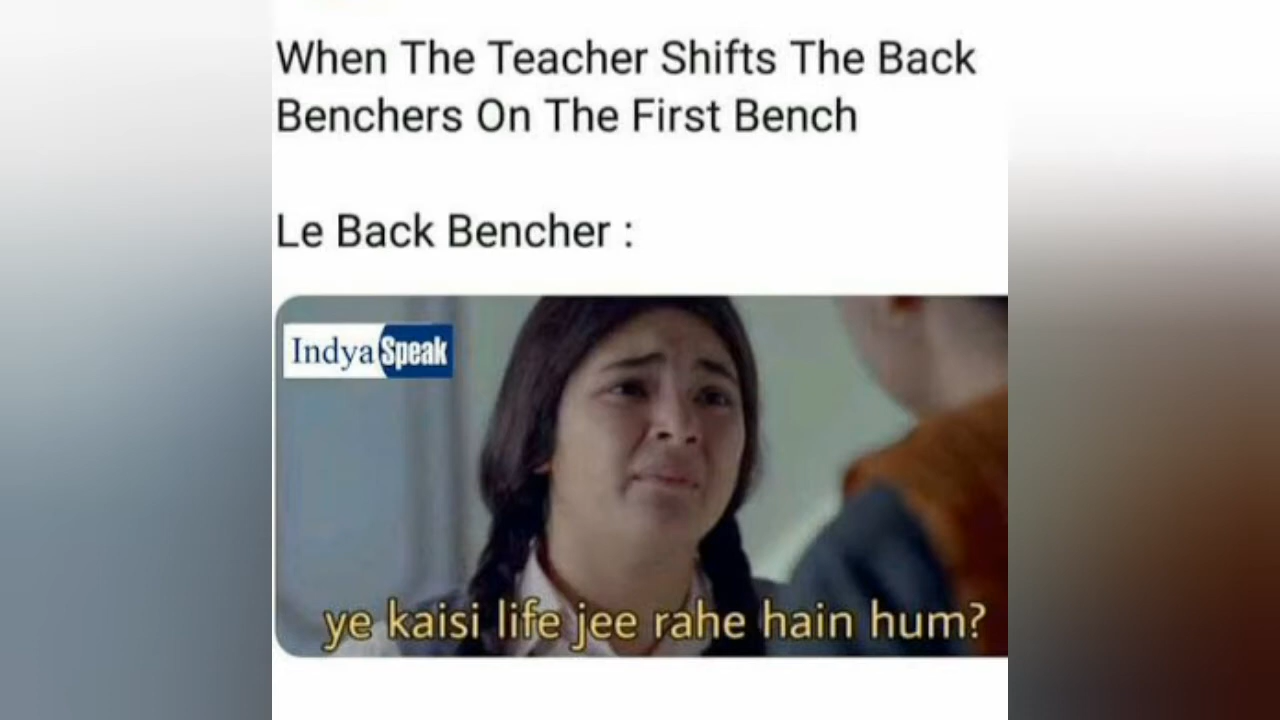 When The Teacher Shifts The Back
Benchers On The First Bench
Le Back Bencher :
Indya Speak
ye kaisi life jee rahe hain hum?